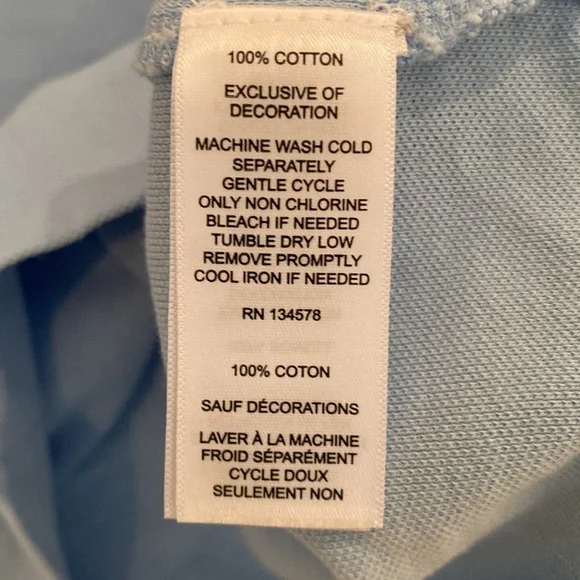 100% COTTON
EXCLUSIVE OF
DECORATION
MACHINE WASH COLD
SEPARATELY
GENTLE CYCLE
ONLY NON CHLORINE
BLEACH IF NEEDED
TUMBLE DRY LOW
REMOVE PROMPTLY
COOL IRON IF NEEDED
RN 134578
100% COTON
SAUF DÉCORATIONS
LAVER À LA MACHINE
FROID SÉPARÉMENT
CYCLE DOUX
SEULEMENT NON